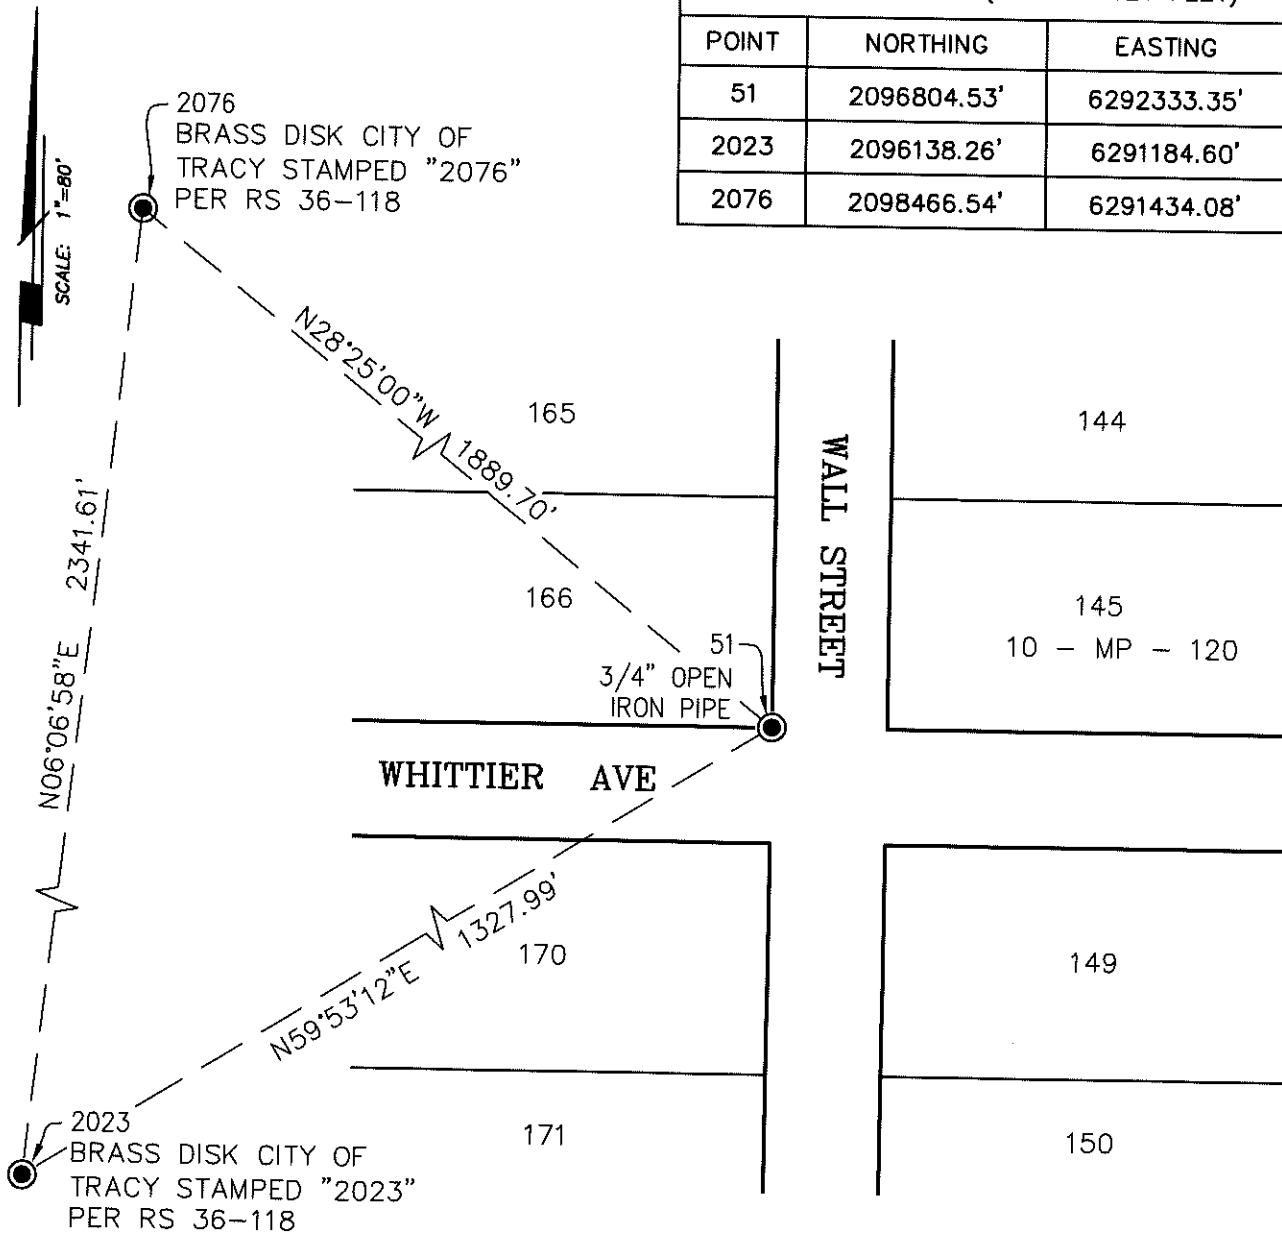 POINT NORTHING EASTING
51 2096804.53' 6292333.35'
2023 2096138.26' 6291184.60'
2076 2098466.54' 6291434.08'
SCALE: 1"=80'
2076
BRASS DISK CITY OF
TRACY STAMPED "2076"
PER RS 36-118
N28°25'00"W 1889.70'
N06°06'58"E 2341.61'
165
144
WALL STREET
166
145
10 - MP - 120
51
3/4" OPEN
IRON PIPE
WHITTIER AVE
N59°53'12"E 1327.99'
170
149
171
150
2023
BRASS DISK CITY OF
TRACY STAMPED "2023"
PER RS 36-118